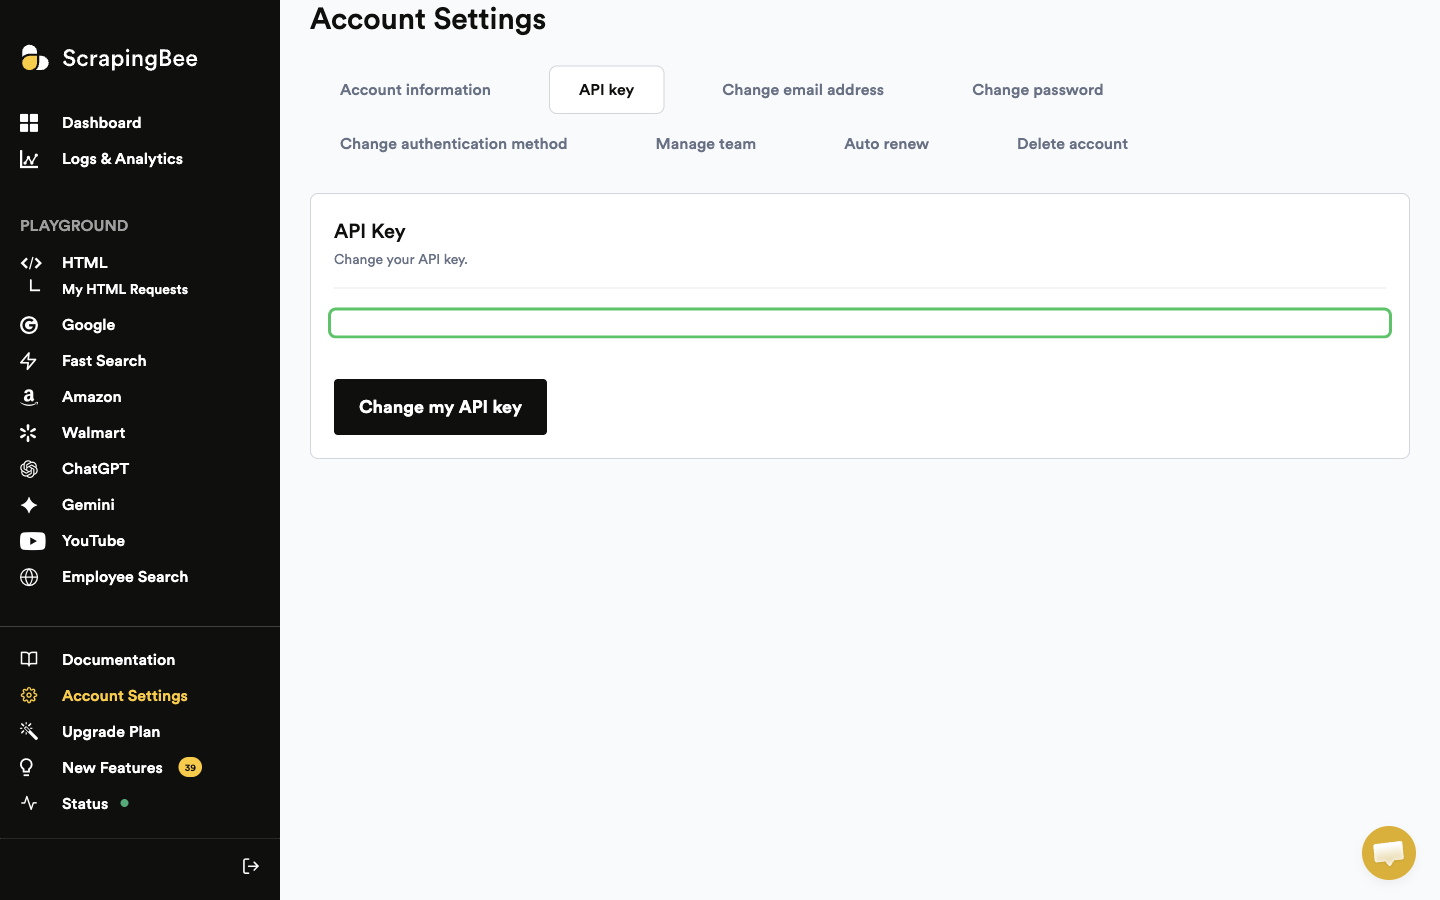 ScrapingBee
Dashboard
Logs & Analytics
PLAYGROUND
HTML
My HTML Requests
Google
Fast Search
Amazon
Walmart
ChatGPT
Gemini
YouTube
Employee Search
Documentation
Account Settings
Upgrade Plan
New Features 39
Status
Account Settings
Account information API key Change email address Change password
Change authentication method Manage team Auto renew Delete account
API Key
Change your API key.
Change my API key